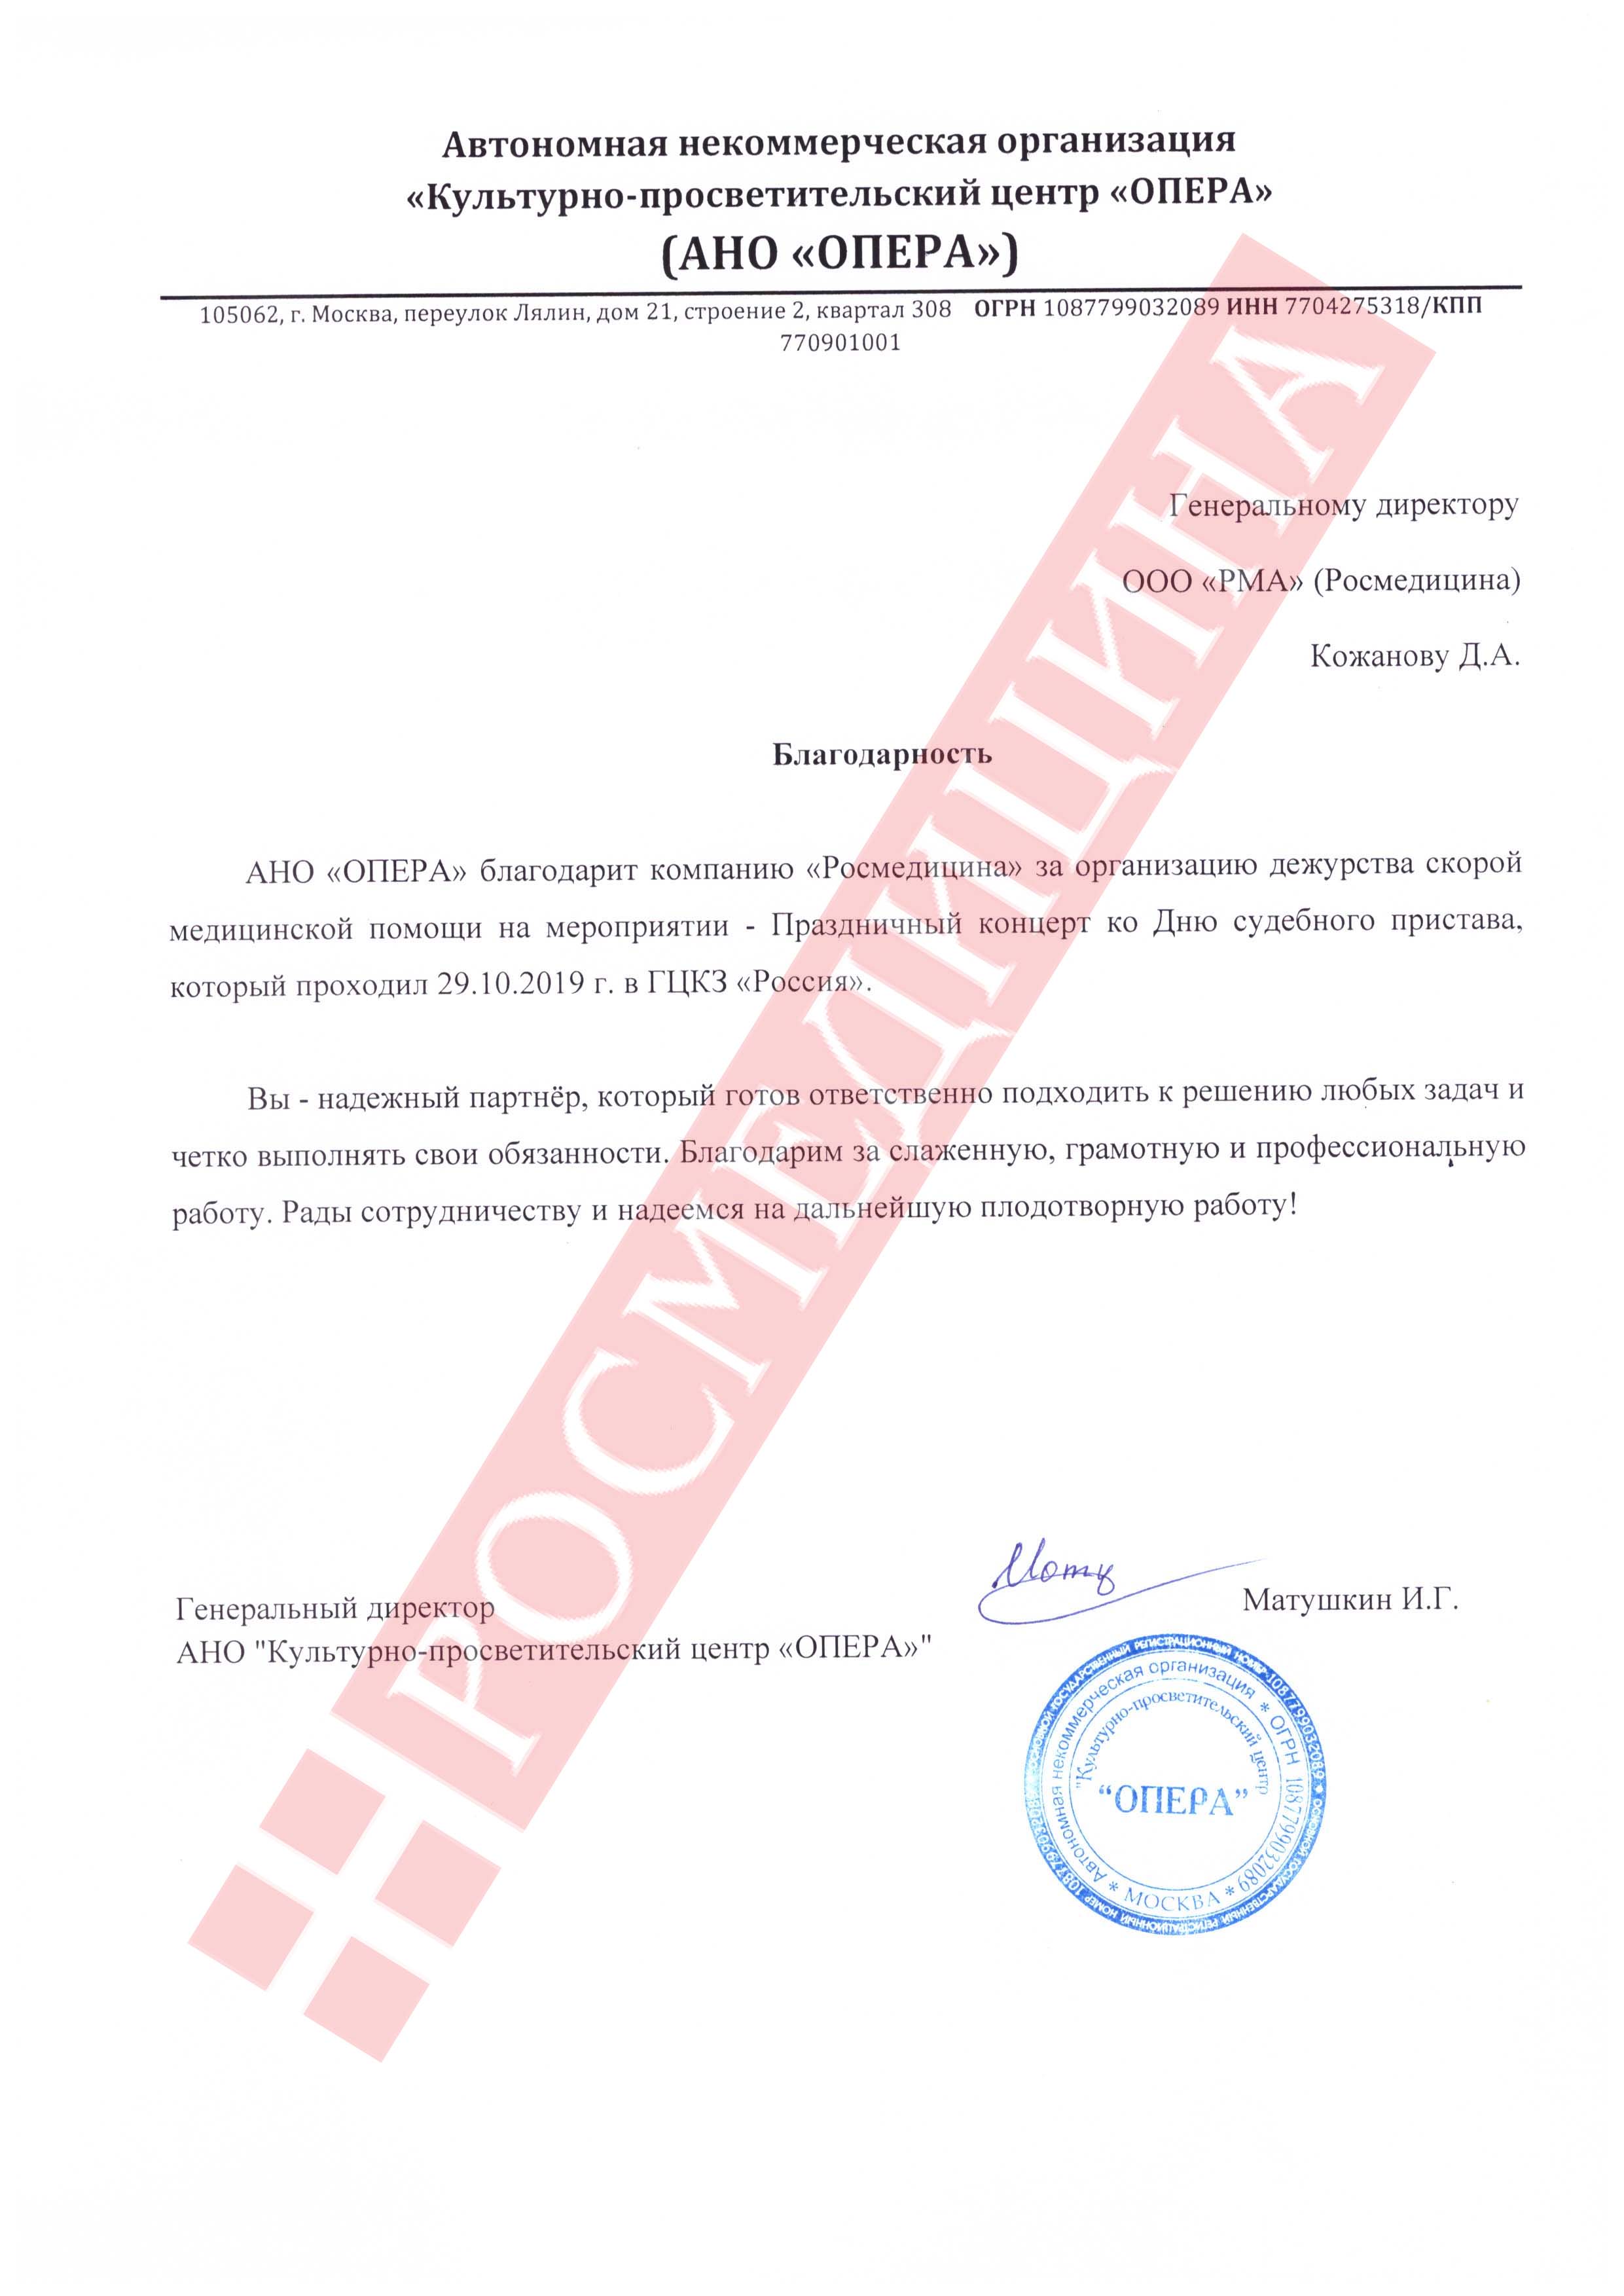 Автономная некоммерческая организация
«Культурно-просветительский центр «ОПЕРА»
(АНО «ОПЕРА»)
105062, г. Москва, переулок Лялин, дом 21, строение 2, квартал 308 ОГРН 1087799032089 ИНН 7704275318/КПП
770901001
Генеральному директору
ООО «РМА» (Росмедицина)
Кожанову Д.А.
Благодарность
АНО «ОПЕРА» благодарит компанию «Росмедицина» за организацию дежурства скорой
медицинской помощи на мероприятии - Праздничный концерт ко Дню судебного пристава,
который проходил 29.10.2019 г. в ГЦКЗ «Россия».
Вы - надежный партнёр, который готов ответственно подходить к решению любых задач и
четко выполнять свои обязанности. Благодарим за слаженную, грамотную и профессиональную
работу. Рады сотрудничеству и надеемся на дальнейшую плодотворную работу!
РОСМЕДИЦИНА
Генеральный директор
АНО "Культурно-просветительский центр «ОПЕРА»"
Матушкин И.Г.
ОСНОВНОЙ ГОСУДАРСТВЕННЫЙ РЕГИСТРАЦИОННЫЙ НОМЕР 1087799032089 * ОСНОВНОЙ ГОСУДАРСТВЕННЫЙ РЕГИСТРАЦИОННЫЙ НОМЕР 1087799032089
Автономная некоммерческая организация * ОГРН 1087799032089 * МОСКВА *
"Культурно-просветительский центр
“ОПЕРА”